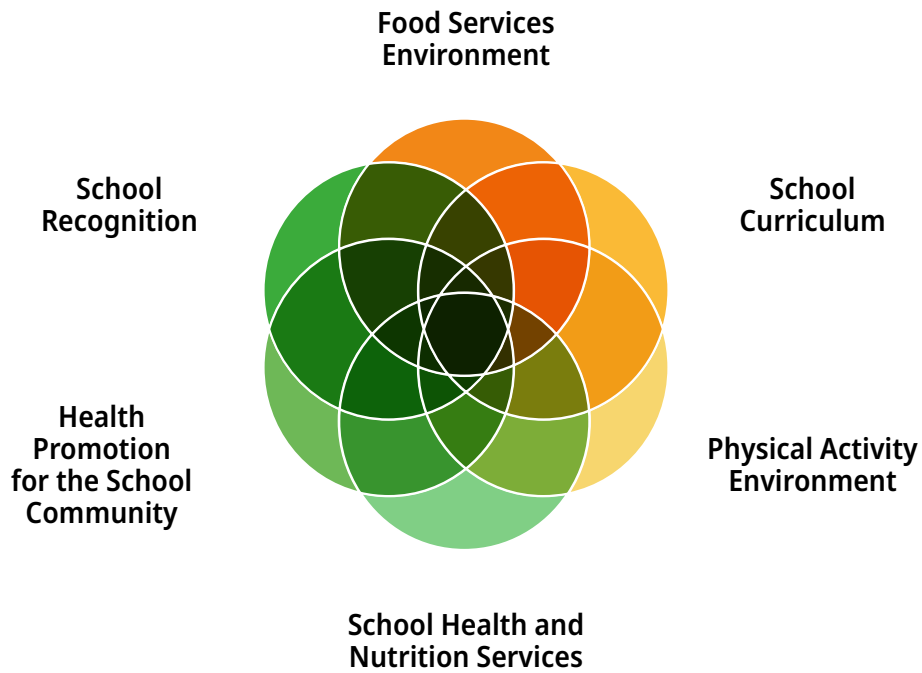 Food Services
Environment
School
Recognition
School
Curriculum
Health
Promotion
for the School
Community
Physical Activity
Environment
School Health and
Nutrition Services